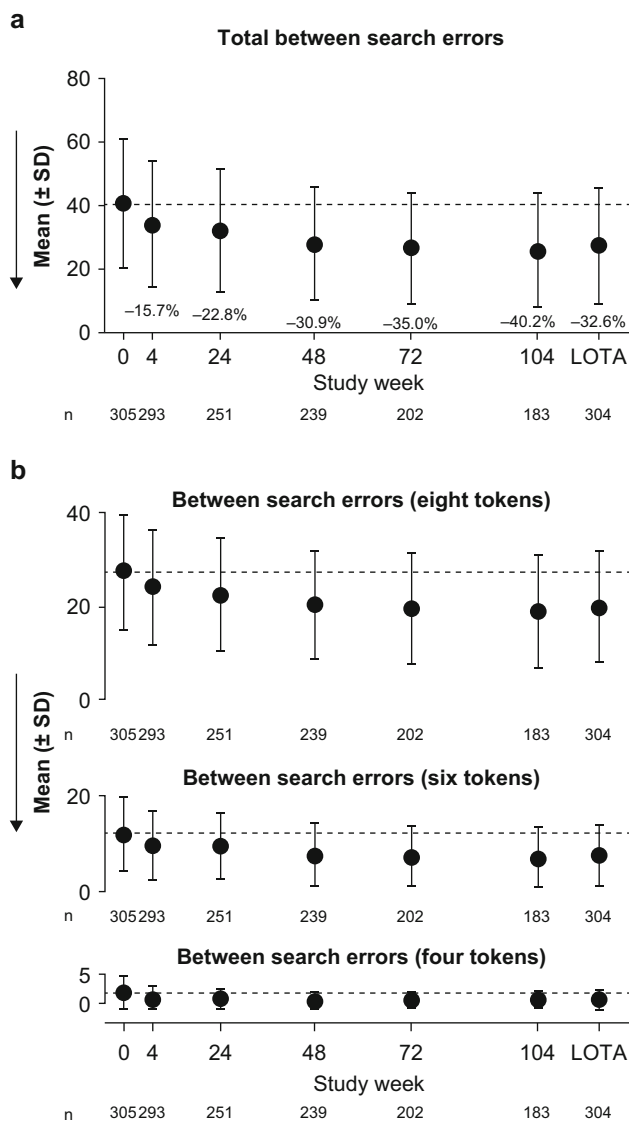 a
Total between search errors
Mean (± SD)
80
60
40
20
0
–15.7% –22.8% –30.9% –35.0% –40.2% –32.6%
0 4 24 48 72 104 LOTA
Study week
n 305 293 251 239 202 183 304
b
Between search errors (eight tokens)
Mean (± SD)
40
20
0
n 305 293 251 239 202 183 304
Between search errors (six tokens)
20
0
n 305 293 251 239 202 183 304
Between search errors (four tokens)
5
0
0 4 24 48 72 104 LOTA
Study week
n 305 293 251 239 202 183 304